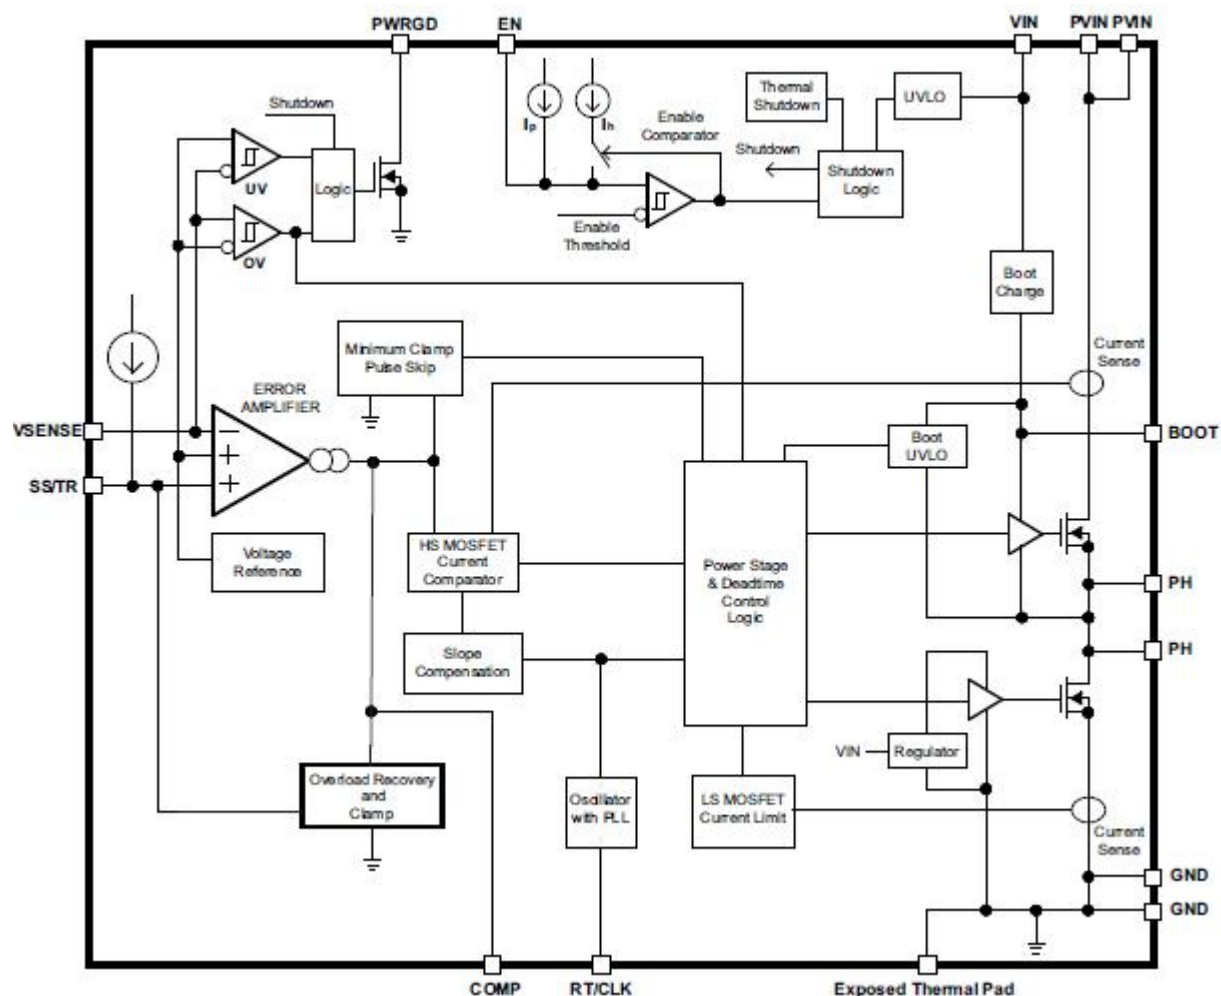 PWRGD
EN
VIN
PVIN PVIN
Shutdown
Thermal
Shutdown
UVLO
Ip
Ih
Enable
Comparator
Shutdown
UV
Logic
Shutdown
Logic
Enable
Threshold
OV
Boot
Charge
Minimum Clamp
Pulse Skip
Current
Sense
ERROR
AMPLIFIER
VSENSE
−
+
+
SS/TR
Boot
UVLO
BOOT
Voltage
Reference
HS MOSFET
Current
Comparator
Power Stage
& Deadtime
Control
Logic
PH
Slope
Compensation
PH
VIN
Regulator
Overload Recovery
and
Clamp
Oscillator
with PLL
LS MOSFET
Current Limit
Current
Sense
GND
GND
COMP
RT/CLK
Exposed Thermal Pad